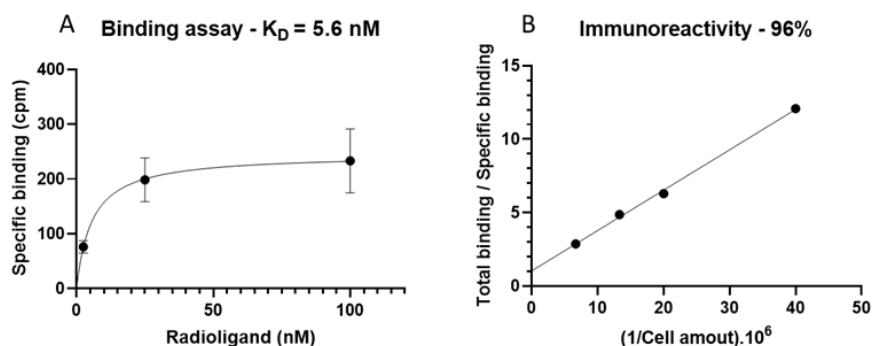 A
Binding assay - K_D = 5.6 nM
Specific binding (cpm)
400
300
200
100
0
0
50
100
Radioligand (nM)
B
Immunoreactivity - 96%
Total binding / Specific binding
15
10
5
0
0
10
20
30
40
50
(1/Cell amout).10⁶